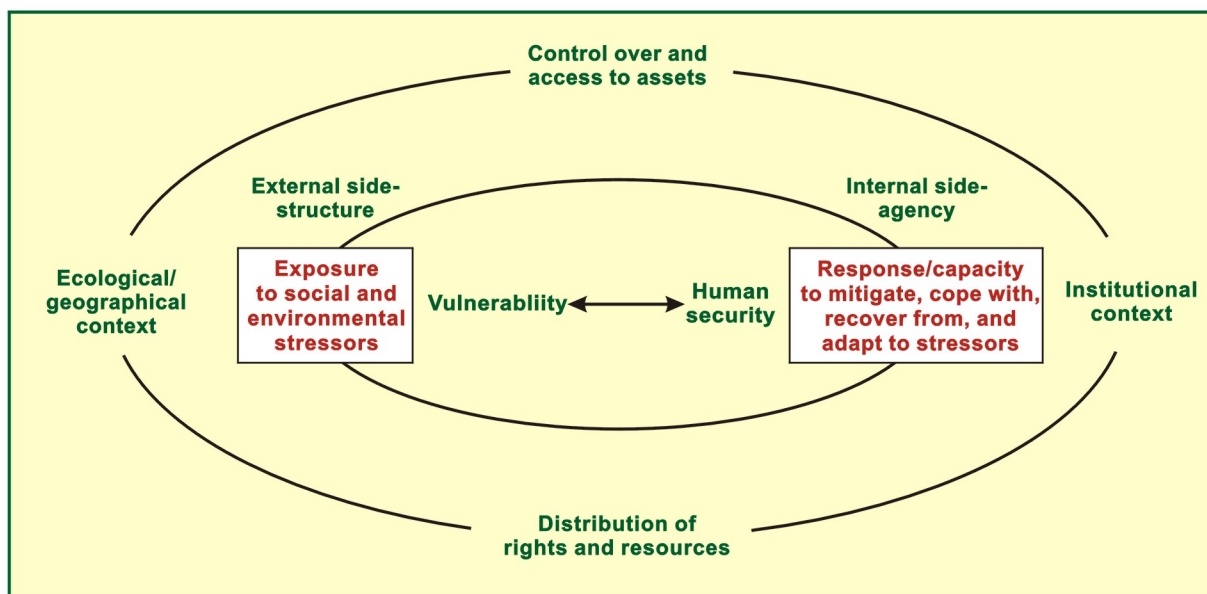 Control over and
access to assets
External side-
structure
Internal side-
agency
Ecological/
geographical
context
Exposure
to social and
environmental
stressors
Vulnerabliity
Human
security
Response/capacity
to mitigate, cope with,
recover from, and
adapt to stressors
Institutional
context
Distribution of
rights and resources